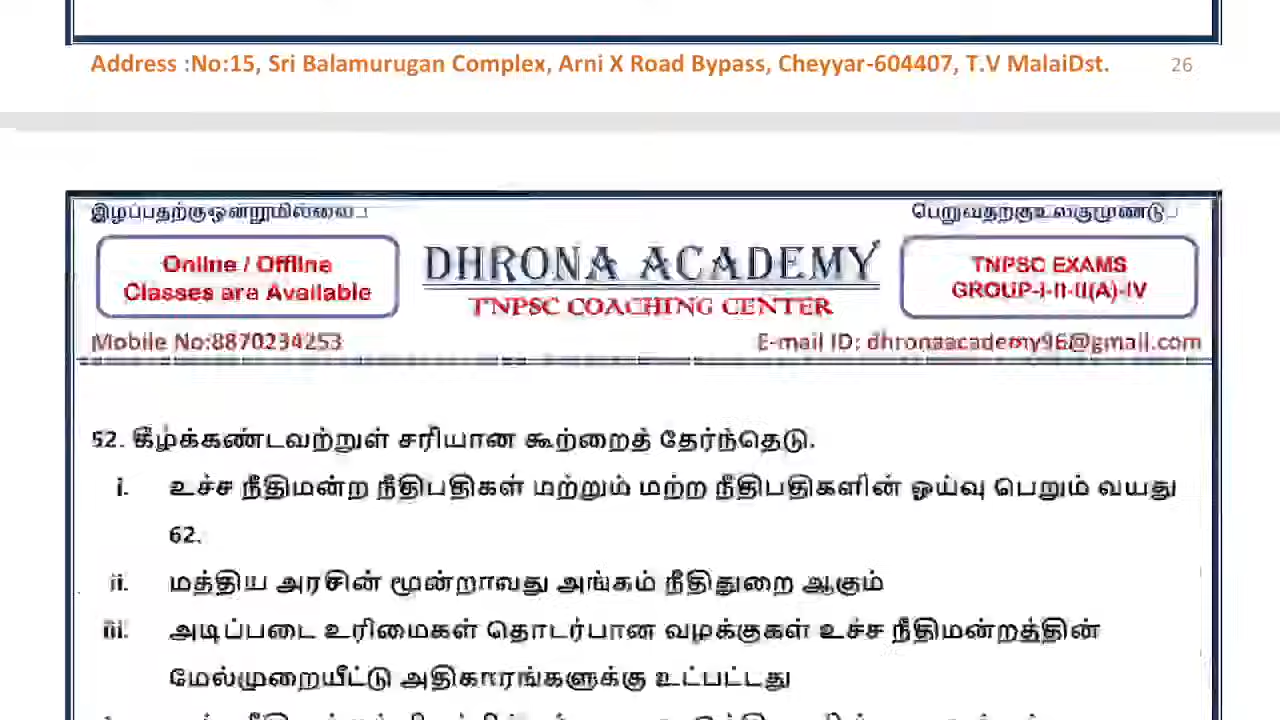 Address :No:15, Sri Balamurugan Complex, Arni X Road Bypass, Cheyyar-604407, T.V MalaiDst. 26
இழப்பதற்குஒன்றுமில்லை..! பெறுவதற்குஉலகுமுண்டு..
Online / Offline
Classes are Available
DHRONA ACADEMY
TNPSC COACHING CENTER
TNPSC EXAMS
GROUP-I-II-II(A)-IV
Mobile No:8870234253 E-mail ID: dhronaacademy96@gmail.com
52. கீழ்க்கண்டவற்றுள் சரியான கூற்றைத் தேர்ந்தெடு.
i. உச்ச நீதிமன்ற நீதிபதிகள் மற்றும் மற்ற நீதிபதிகளின் ஓய்வு பெறும் வயது
62.
ii. மத்திய அரசின் மூன்றாவது அங்கம் நீதிதுறை ஆகும்
iii. அடிப்படை உரிமைகள் தொடர்பான வழக்குகள் உச்ச நீதிமன்றத்தின்
மேல்முறையீட்டு அதிகாரங்களுக்கு உட்பட்டது